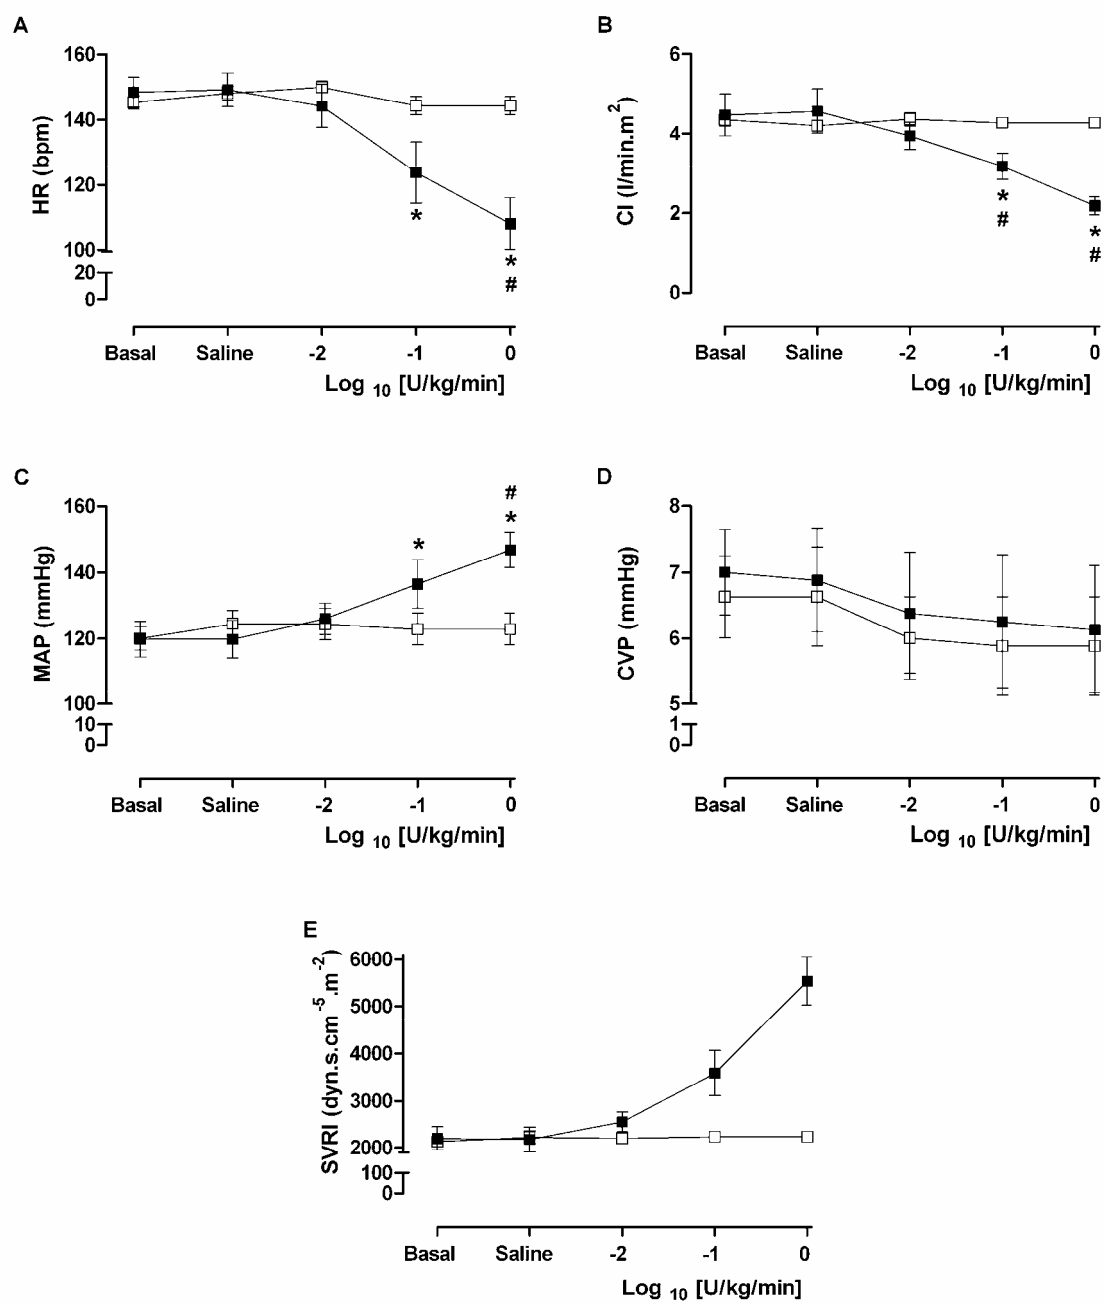 A
HR (bpm)
160
140
120
100
20
0
*
*
#
Basal
Saline
-2
-1
0
Log 10 [U/kg/min]
B
CI (l/min.m2)
6
4
2
0
*
#
*
#
Basal
Saline
-2
-1
0
Log 10 [U/kg/min]
C
MAP (mmHg)
160
140
120
100
10
0
*
#
*
Basal
Saline
-2
-1
0
Log 10 [U/kg/min]
D
CVP (mmHg)
8
7
6
5
1
0
Basal
Saline
-2
-1
0
Log 10 [U/kg/min]
E
SVRI (dyn.s.cm-5.m-2)
6000
5000
4000
3000
2000
100
0
Basal
Saline
-2
-1
0
Log 10 [U/kg/min]